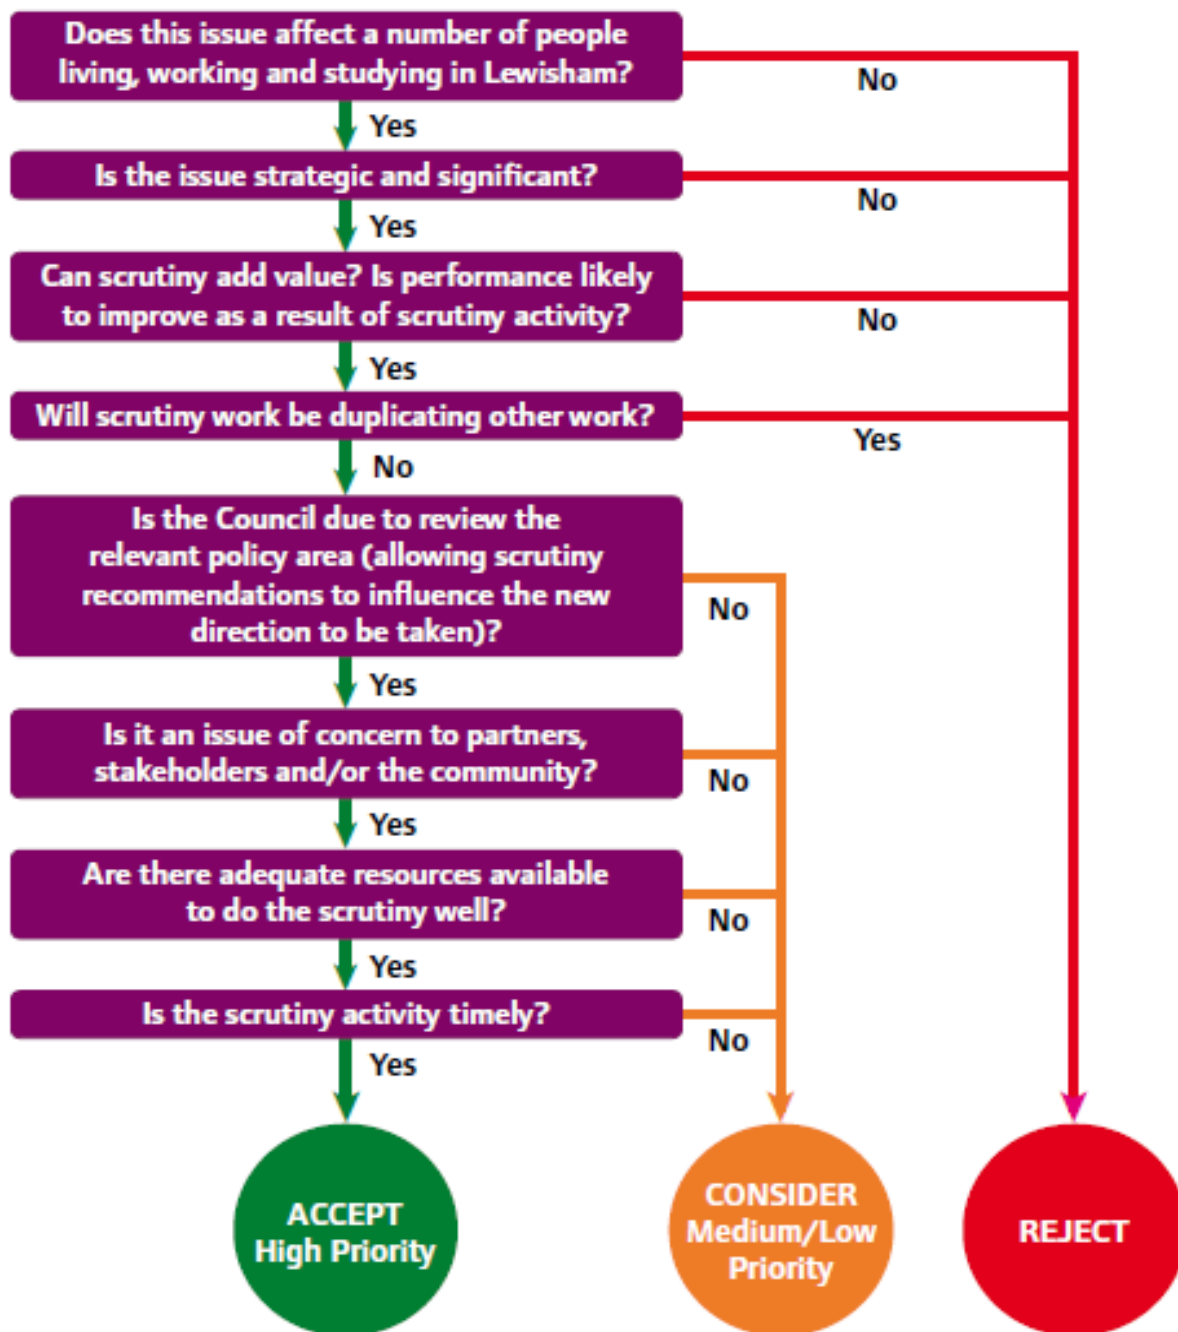 Does this issue affect a number of people
living, working and studying in Lewisham?
No
Yes
Is the issue strategic and significant?
No
Yes
Can scrutiny add value? Is performance likely
to improve as a result of scrutiny activity?
No
Yes
Will scrutiny work be duplicating other work?
Yes
No
Is the Council due to review the
relevant policy area (allowing scrutiny
recommendations to influence the new
direction to be taken)?
No
Yes
Is it an issue of concern to partners,
stakeholders and/or the community?
No
Yes
Are there adequate resources available
to do the scrutiny well?
No
Yes
Is the scrutiny activity timely?
No
Yes
ACCEPT
High Priority
CONSIDER
Medium/Low
Priority
REJECT